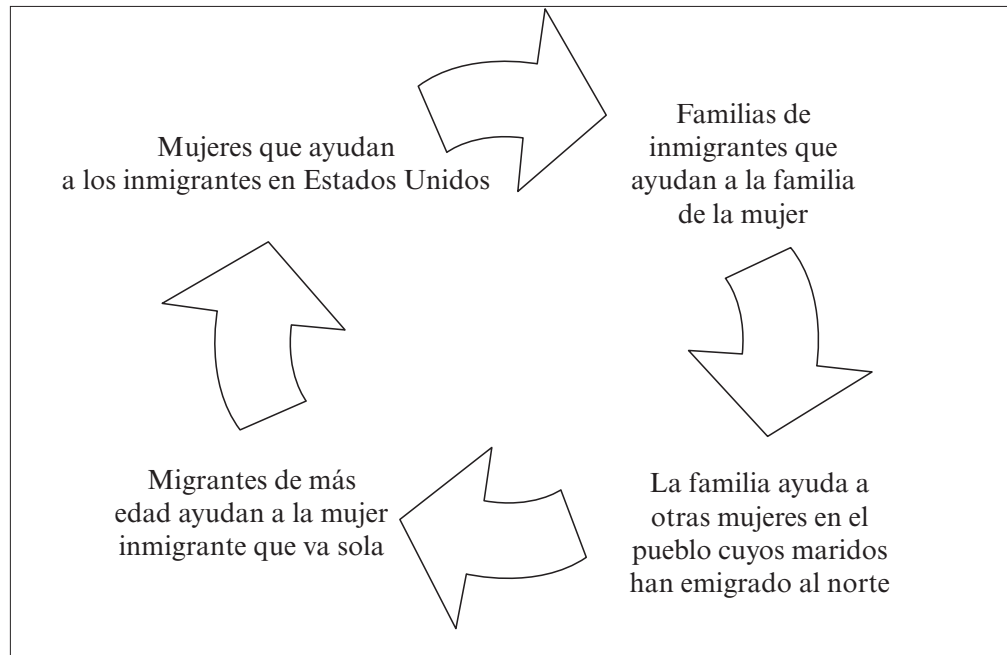 Mujeres que ayudan
a los inmigrantes en Estados Unidos
Familias de
inmigrantes que
ayudan a la familia
de la mujer
La familia ayuda a
otras mujeres en el
pueblo cuyos maridos
han emigrado al norte
Migrantes de más
edad ayudan a la mujer
inmigrante que va sola